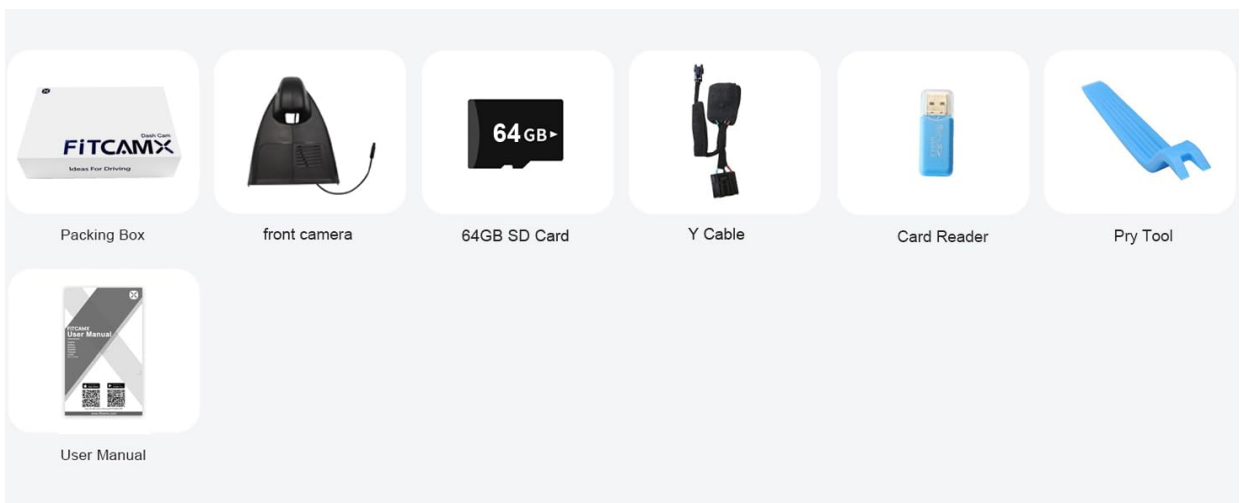 Dash Cam
FiTCAMX
Ideas For Driving
64GB
Packing Box
front camera
64GB SD Card
Y Cable
Card Reader
Pry Tool
FITCAMX
User Manual
User Manual